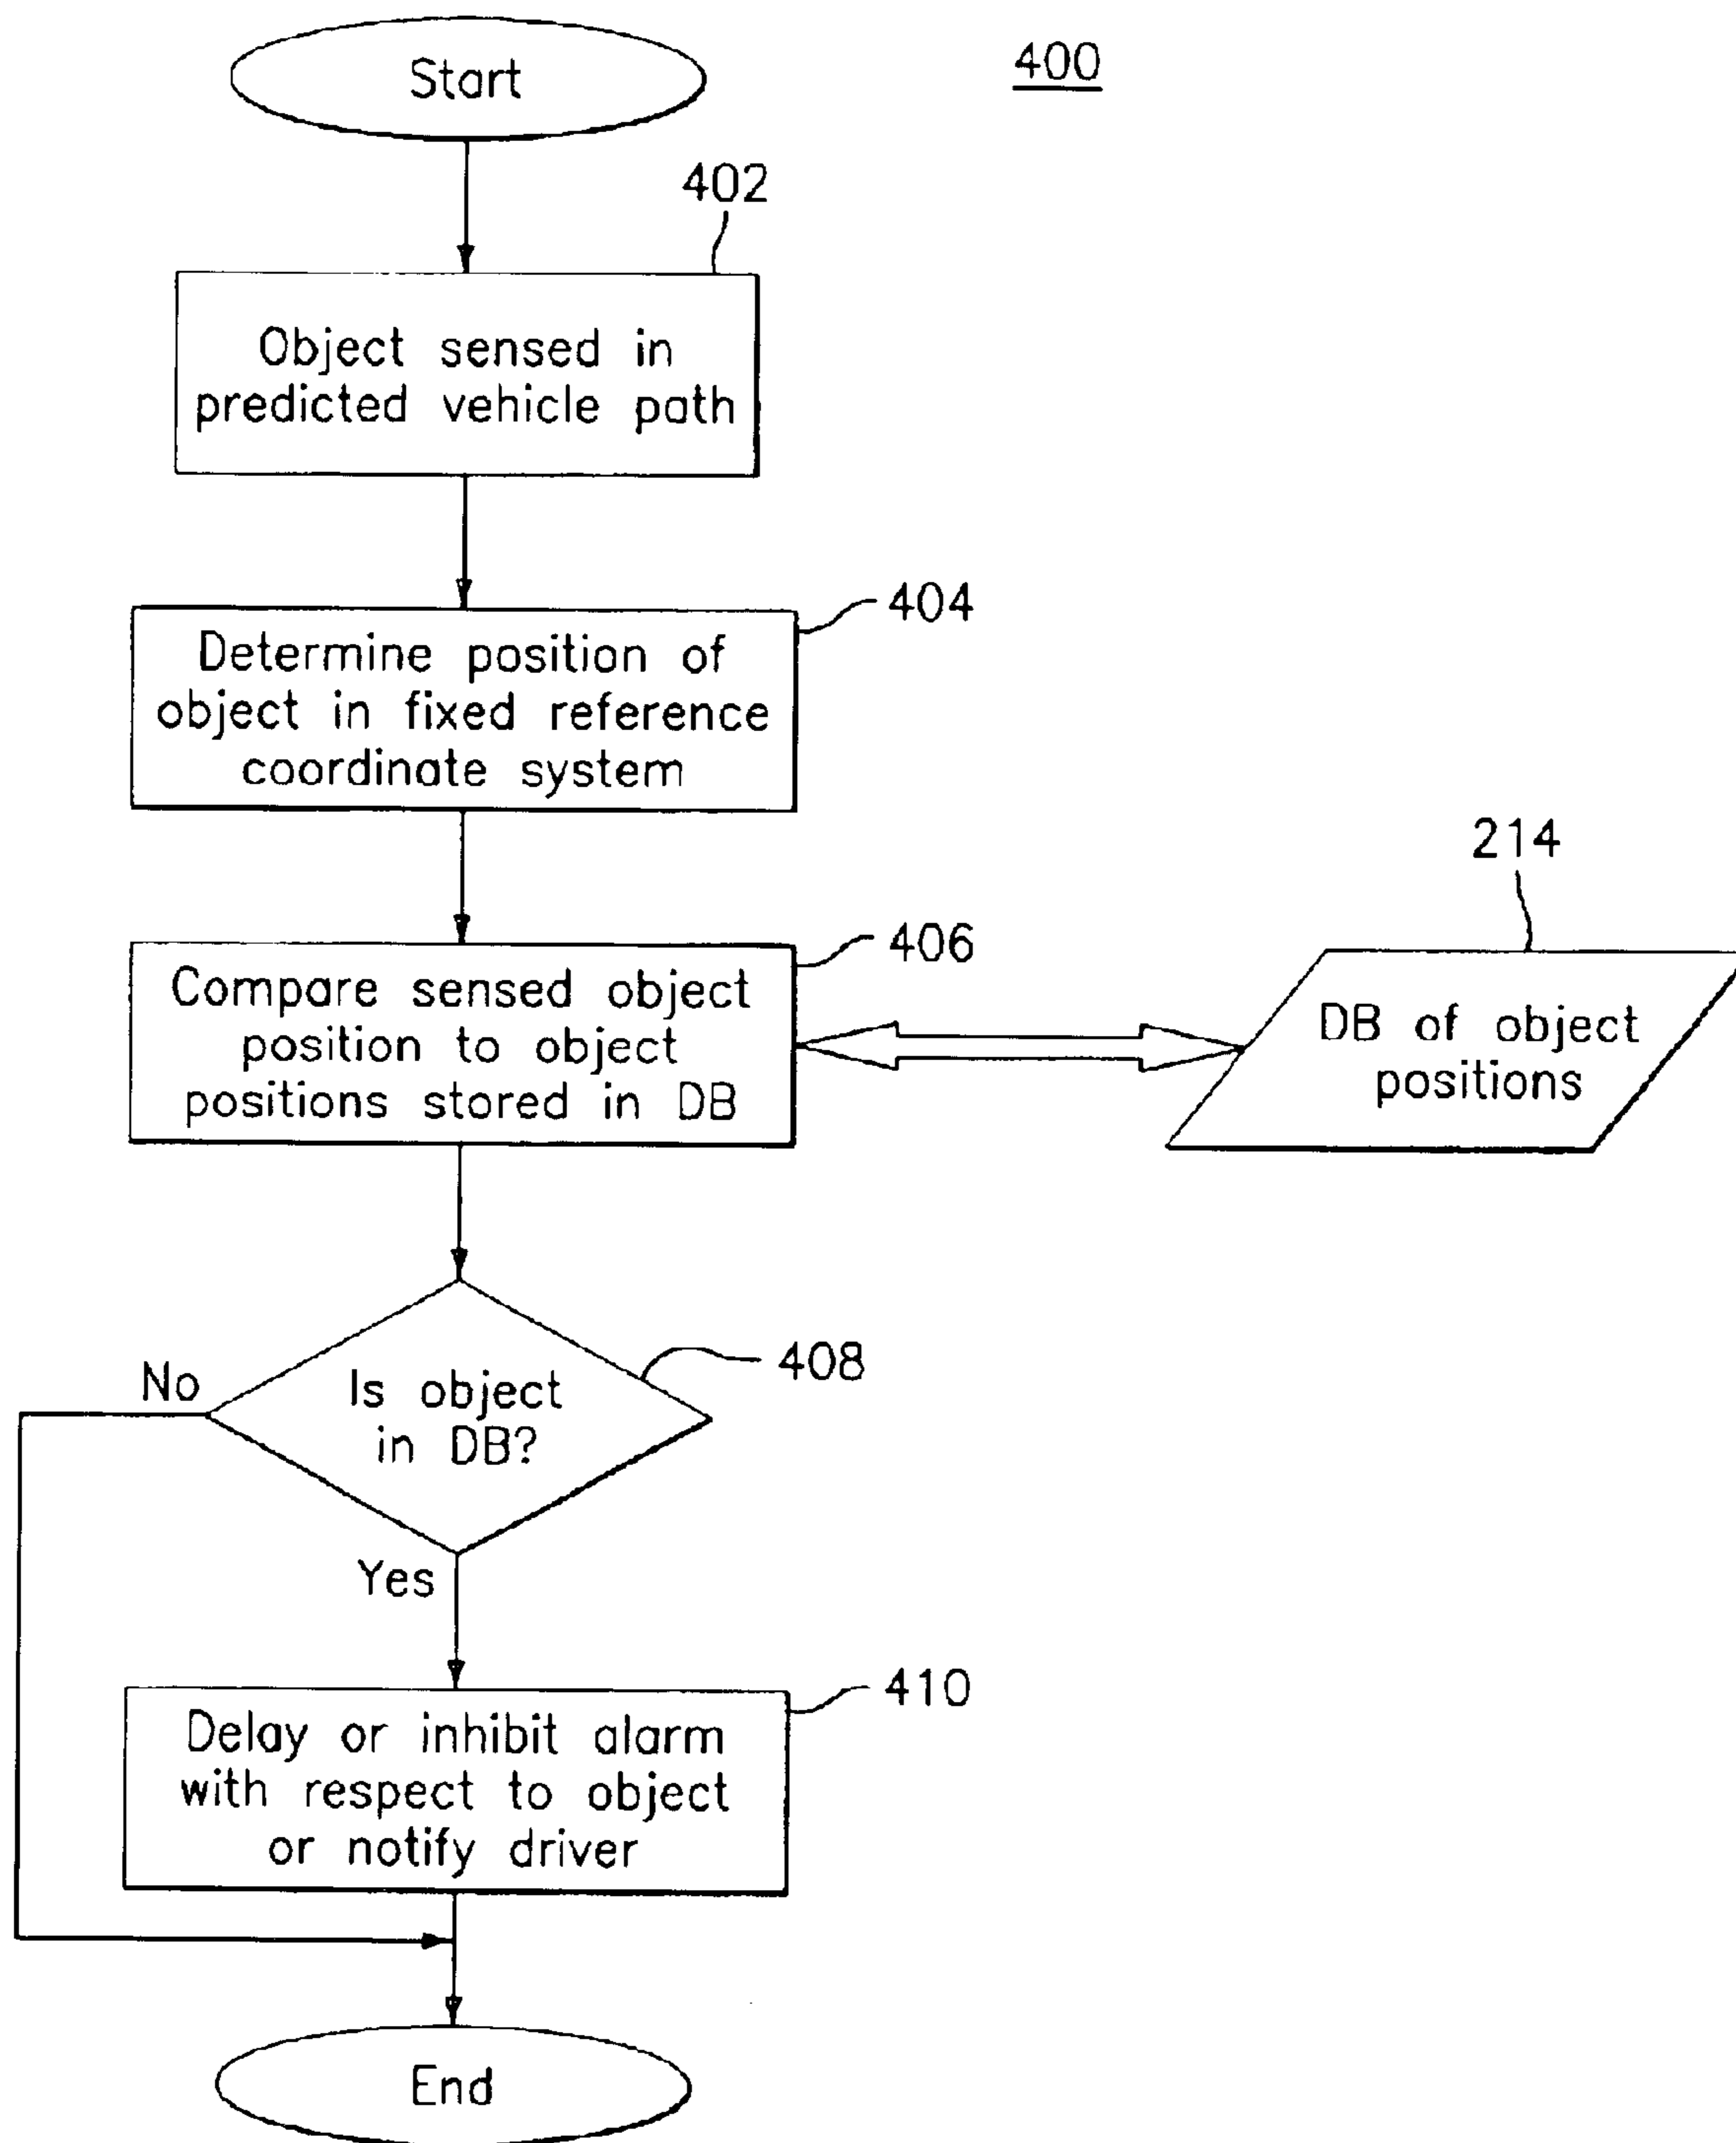 Start
400
402
Object sensed in
predicted vehicle path
404
Determine position of
object in fixed reference
coordinate system
214
406
Compare sensed object
position to object
positions stored in DB
DB of object
positions
408
No
Is object
in DB?
Yes
410
Delay or inhibit alarm
with respect to object
or notify driver
End